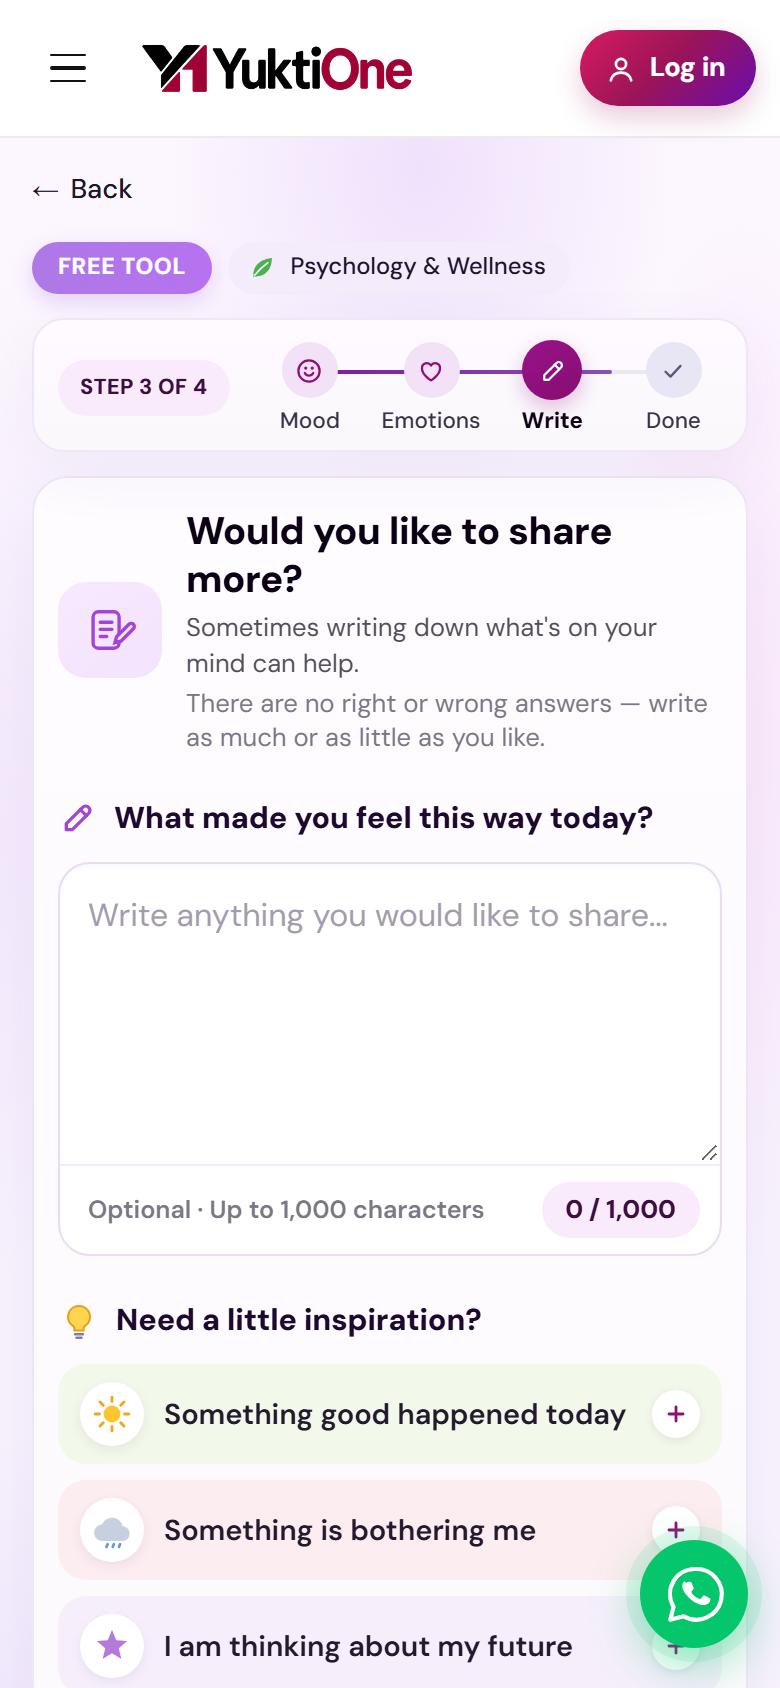 YuktiOne
Log in
← Back
FREE TOOL
Psychology & Wellness
STEP 3 OF 4
Mood
Emotions
Write
Done
Would you like to share
more?
Sometimes writing down what's on your
mind can help.
There are no right or wrong answers — write
as much or as little as you like.
What made you feel this way today?
Write anything you would like to share...
Optional · Up to 1,000 characters
0 / 1,000
Need a little inspiration?
Something good happened today
Something is bothering me
I am thinking about my future